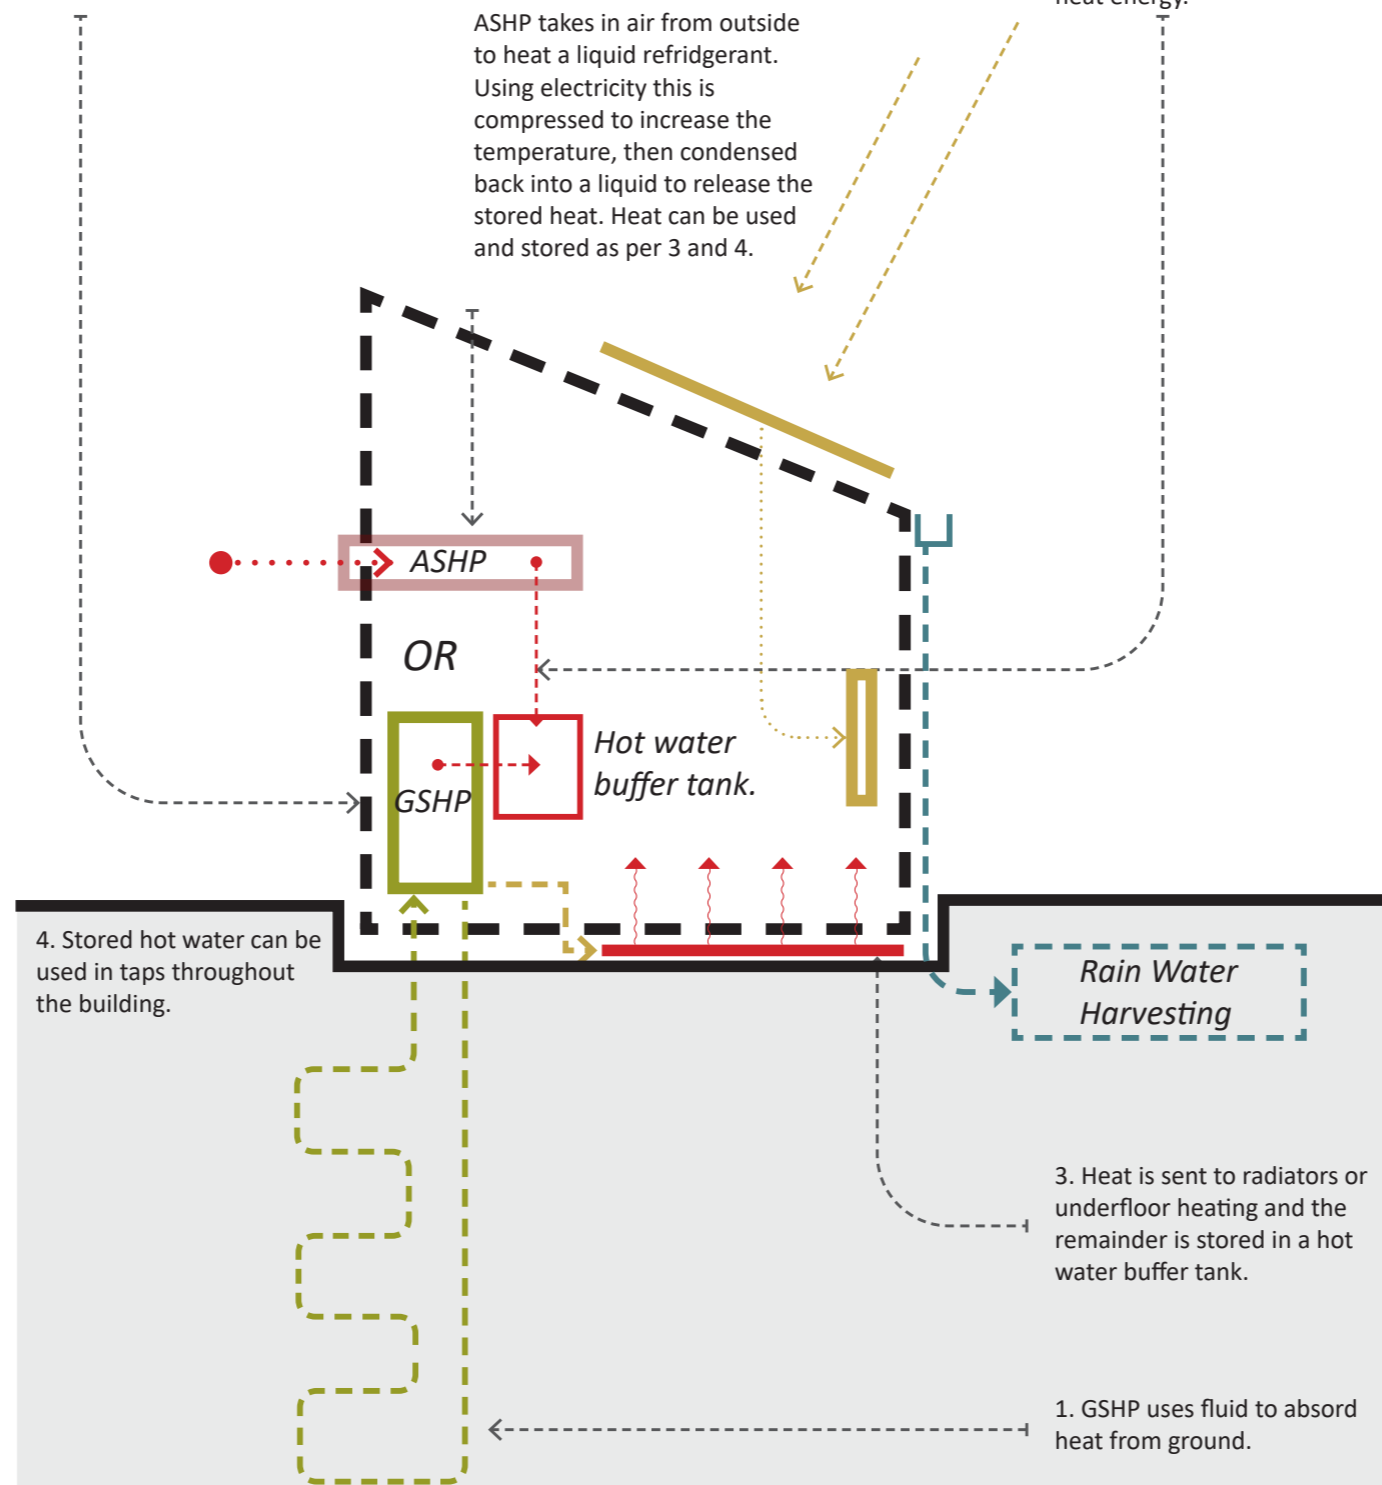 heat energy.
ASHP takes in air from outside
to heat a liquid refridgerant.
Using electricity this is
compressed to increase the
temperature, then condensed
back into a liquid to release the
stored heat. Heat can be used
and stored as per 3 and 4.
ASHP
OR
Hot water
buffer tank.
GSHP
4. Stored hot water can be
used in taps throughout
the building.
Rain Water
Harvesting
3. Heat is sent to radiators or
underfloor heating and the
remainder is stored in a hot
water buffer tank.
1. GSHP uses fluid to absord
heat from ground.